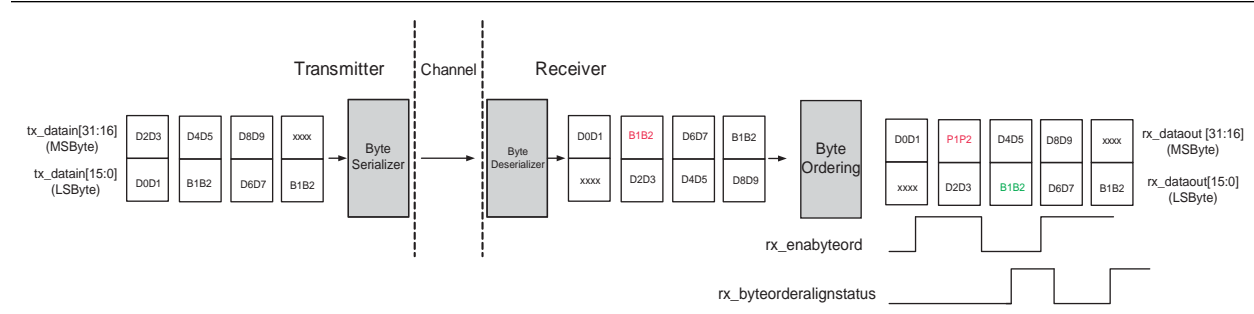 Transmitter
Channel
Receiver
tx_datain[31:16]
(MSByte)
D2D3 D4D5 D8D9 xxxx
tx_datain[15:0]
(LSByte)
D0D1 B1B2 D6D7 B1B2
Byte
Serializer
Byte
Deserializer
D0D1 B1B2 D6D7 B1B2
xxxx D2D3 D4D5 D8D9
Byte
Ordering
D0D1 P1P2 D4D5 D8D9 xxxx
rx_dataout [31:16]
(MSByte)
xxxx D2D3 B1B2 D6D7 B1B2
rx_dataout[15:0]
(LSByte)
rx_enabyteord
rx_byteorderalignstatus